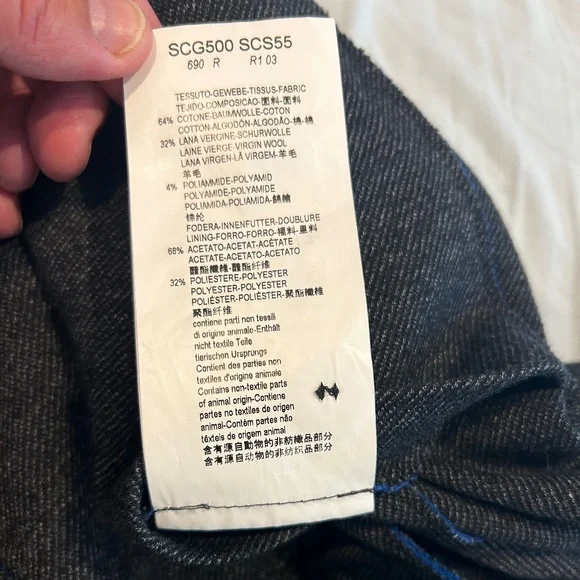 SCG500 SCS55
690 R R1 03
TESSUTO-GEWEBE-TISSUS-FABRIC
TEJIDO-COMPOSICAO-面料-面料
64% COTONE-BAUMWOLLE-COTON
COTTON-ALGODÓN-ALGODÃO-棉-棉
32% LANA VERGINE-SCHURWOLLE
LAINE VIERGE-VIRGIN WOOL
LANA VIRGEN-LÃ VIRGEM-羊毛
羊毛
4% POLIAMMIDE-POLYAMID
POLYAMIDE-POLYAMIDE
POLIAMIDA-POLIAMIDA-錦綸
锦纶
FODERA-INNENFUTTER-DOUBLURE
LINING-FORRO-FORRO-裡料-里料
68% ACETATO-ACETAT-ACÉTATE
ACETATE-ACETATO-ACETATO
醋酯纖維-醋酯纤维
32% POLIESTERE-POLYESTER
POLYESTER-POLYESTER
POLIÉSTER-POLIÉSTER-聚酯纖維
聚酯纤维
contiene parti non tessili
di origine animale-Enthält
nicht textile Teile
tierischen Ursprungs
Contient des parties non
textiles d'origine animale
Contains non-textile parts
of animal origin-Contiene
partes no textiles de origen
animal-Contém partes não
têxteis de origem animal
含有源自動物的非紡織品部分
含有源自动物的非纺织品部分